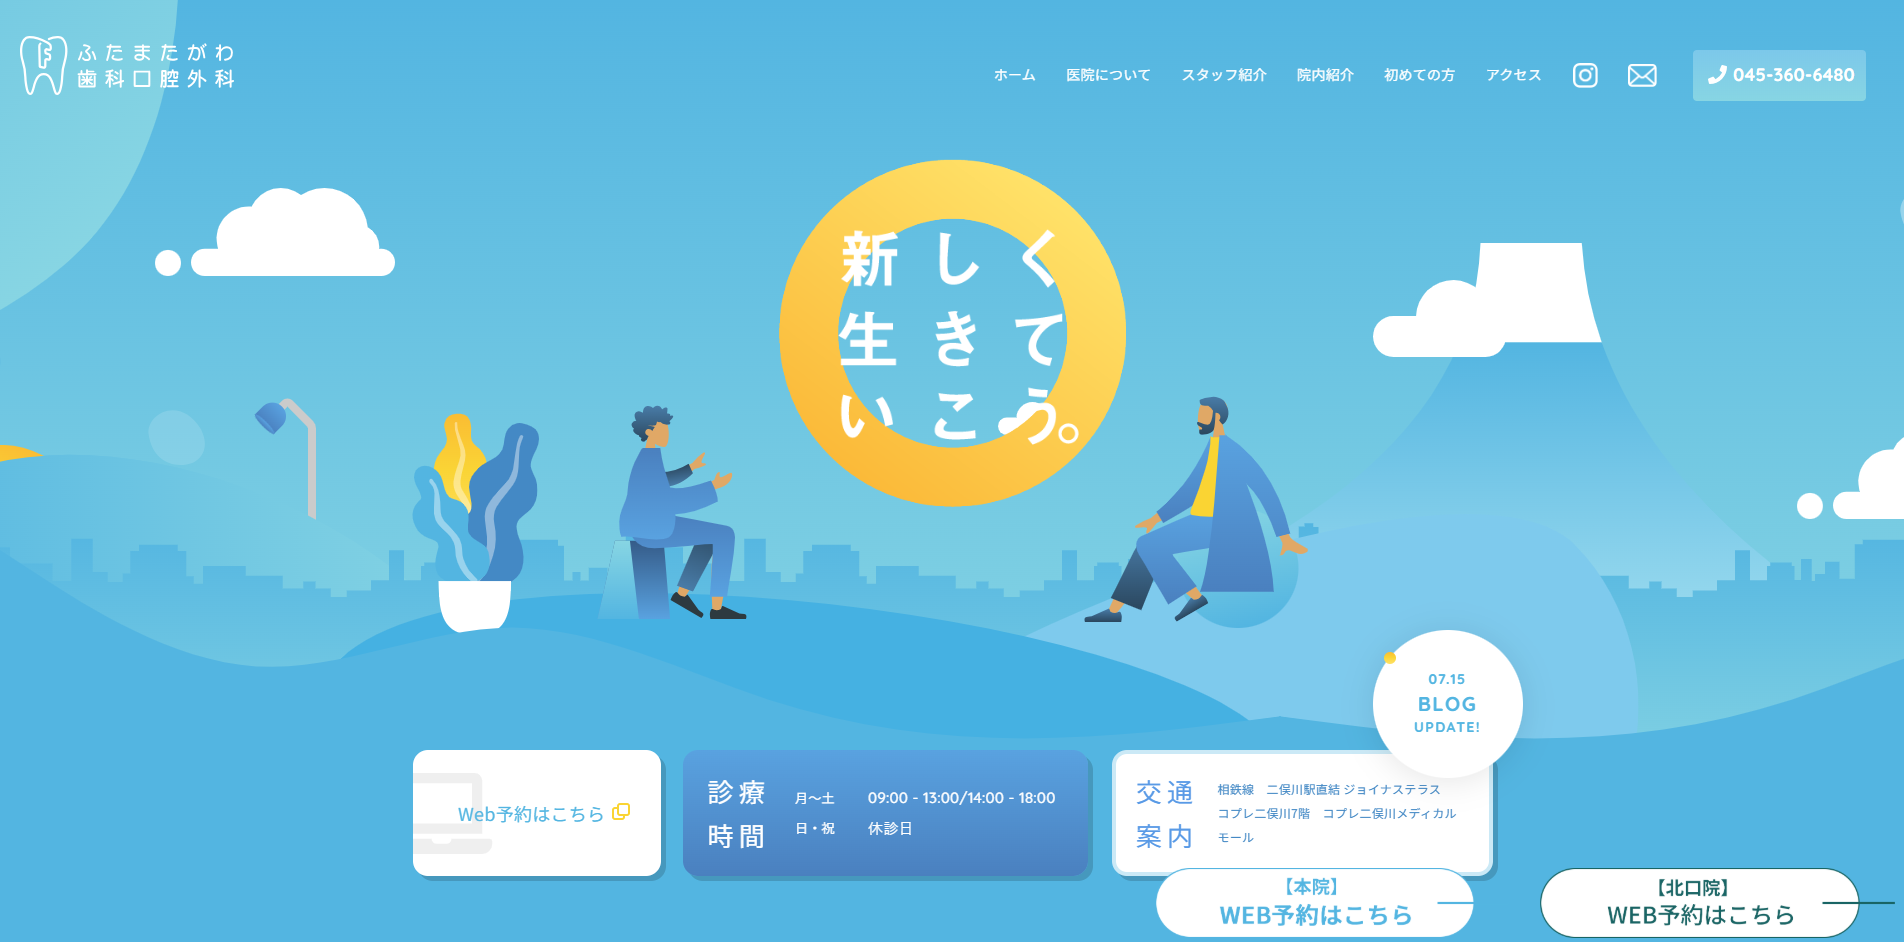 ふたまたがわ
歯科口腔外科
ホーム
医院について
スタッフ紹介
院内紹介
初めての方
アクセス
045-360-6480
新しく
生きて
いこう。
07.15
BLOG
UPDATE!
Web予約はこちら
診療
時間
月〜土 09:00 - 13:00/14:00 - 18:00
日・祝 休診日
交通
案内
相鉄線　二俣川駅直結 ジョイナステラス
コプレ二俣川7階　コプレ二俣川メディカル
モール
【本院】
WEB予約はこちら
【北口院】
WEB予約はこちら